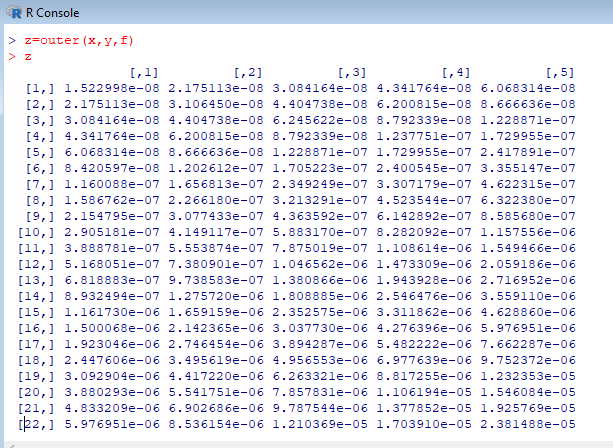 R Console
> z=outer(x,y,f)
> z
[,1] [,2] [,3] [,4] [,5]
[1,] 1.522998e-08 2.175113e-08 3.084164e-08 4.341764e-08 6.068314e-08
[2,] 2.175113e-08 3.106450e-08 4.404738e-08 6.200815e-08 8.666636e-08
[3,] 3.084164e-08 4.404738e-08 6.245622e-08 8.792339e-08 1.228871e-07
[4,] 4.341764e-08 6.200815e-08 8.792339e-08 1.237751e-07 1.729955e-07
[5,] 6.068314e-08 8.666636e-08 1.228871e-07 1.729955e-07 2.417891e-07
[6,] 8.420597e-08 1.202612e-07 1.705223e-07 2.400545e-07 3.355147e-07
[7,] 1.160088e-07 1.656813e-07 2.349249e-07 3.307179e-07 4.622315e-07
[8,] 1.586762e-07 2.266180e-07 3.213291e-07 4.523544e-07 6.322380e-07
[9,] 2.154795e-07 3.077433e-07 4.363592e-07 6.142892e-07 8.585680e-07
[10,] 2.905181e-07 4.149117e-07 5.883170e-07 8.282092e-07 1.157556e-06
[11,] 3.888781e-07 5.553874e-07 7.875019e-07 1.108614e-06 1.549466e-06
[12,] 5.168051e-07 7.380901e-07 1.046562e-06 1.473309e-06 2.059186e-06
[13,] 6.818883e-07 9.738583e-07 1.380866e-06 1.943928e-06 2.716952e-06
[14,] 8.932494e-07 1.275720e-06 1.808885e-06 2.546476e-06 3.559110e-06
[15,] 1.161730e-06 1.659159e-06 2.352575e-06 3.311862e-06 4.628860e-06
[16,] 1.500068e-06 2.142365e-06 3.037730e-06 4.276396e-06 5.976951e-06
[17,] 1.923046e-06 2.746454e-06 3.894287e-06 5.482222e-06 7.662287e-06
[18,] 2.447606e-06 3.495619e-06 4.956553e-06 6.977639e-06 9.752372e-06
[19,] 3.092904e-06 4.417220e-06 6.263321e-06 8.817255e-06 1.232353e-05
[20,] 3.880293e-06 5.541751e-06 7.857831e-06 1.106194e-05 1.546084e-05
[21,] 4.833209e-06 6.902686e-06 9.787544e-06 1.377852e-05 1.925769e-05
[22,] 5.976951e-06 8.536154e-06 1.210369e-05 1.703910e-05 2.381488e-05